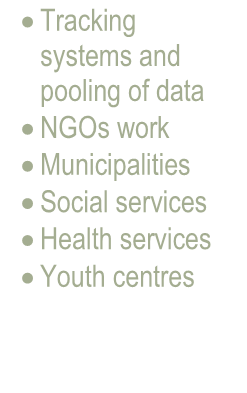 • Tracking
systems and
pooling of data
• NGOs work
• Municipalities
• Social services
• Health services
• Youth centres